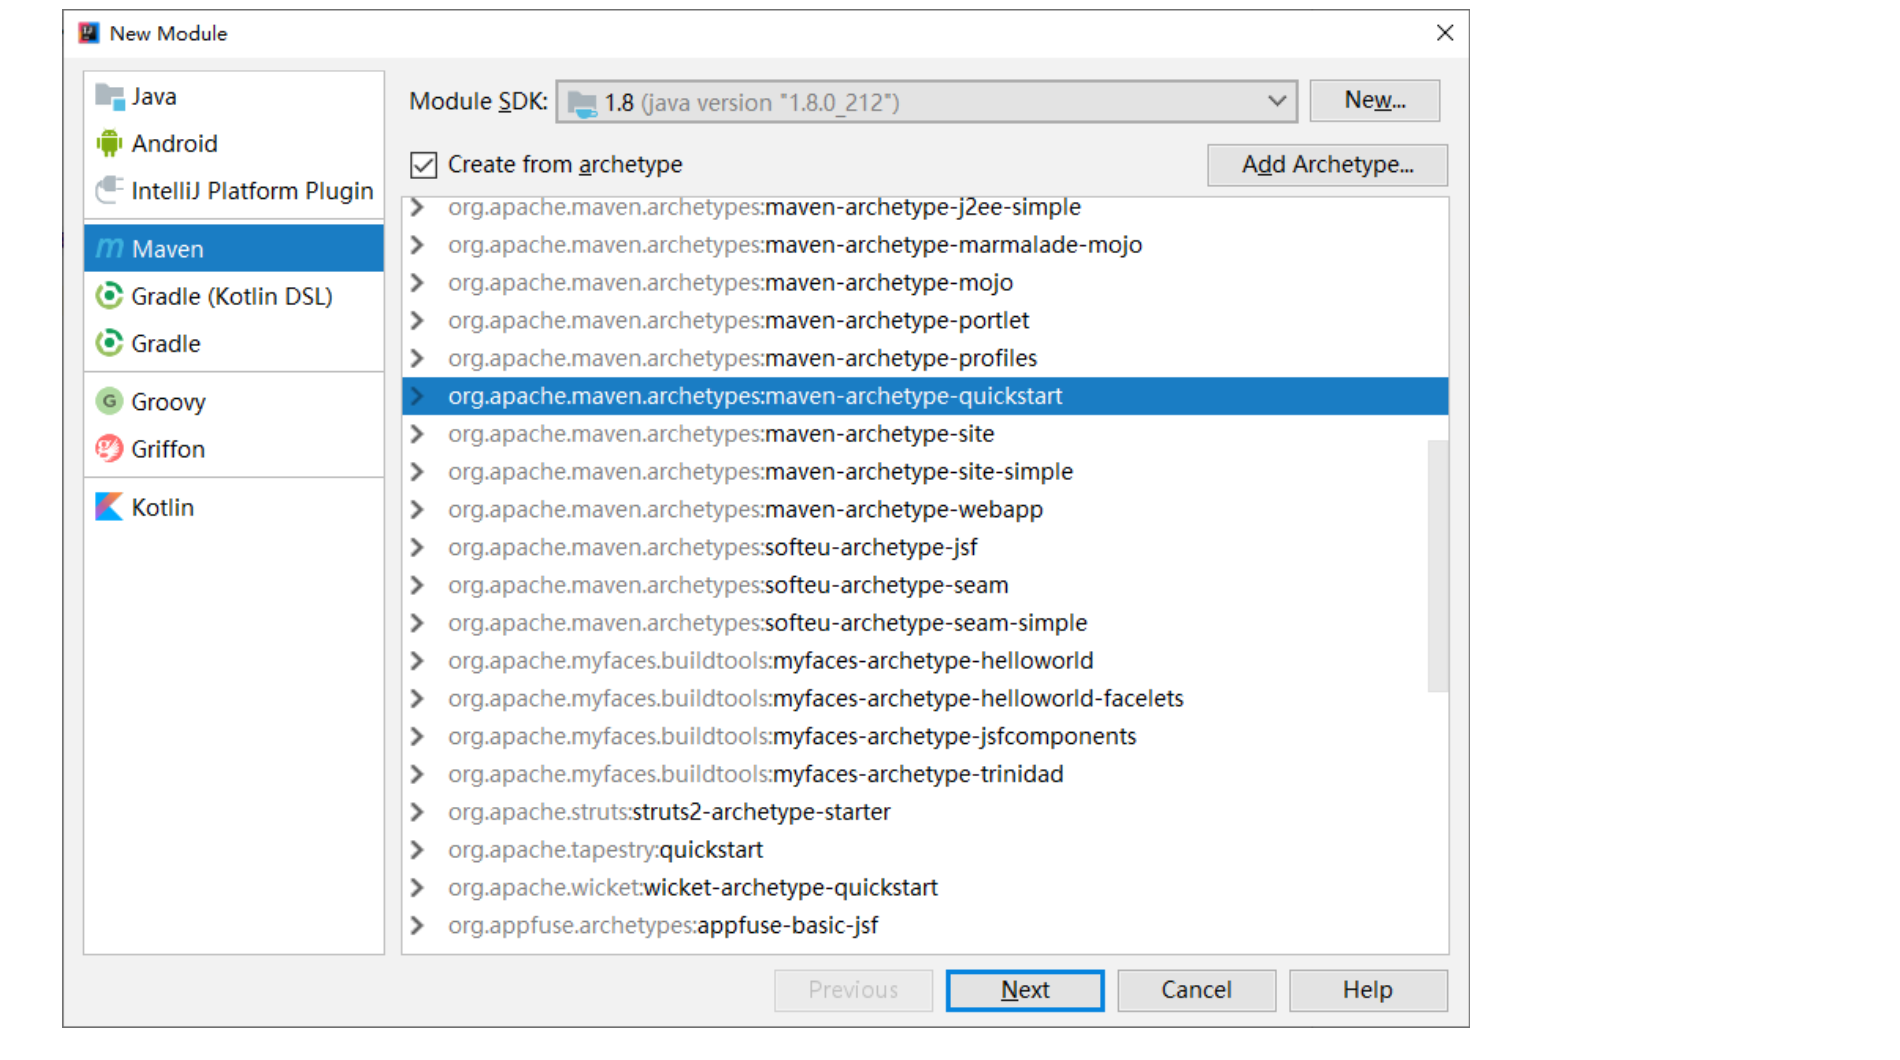 New Module
Java
Android
IntelliJ Platform Plugin
Maven
Gradle (Kotlin DSL)
Gradle
Groovy
Griffon
Kotlin
Module SDK: 1.8 (java version "1.8.0_212") New...
Create from archetype Add Archetype...
org.apache.maven.archetypes:maven-archetype-j2ee-simple
org.apache.maven.archetypes:maven-archetype-marmalade-mojo
org.apache.maven.archetypes:maven-archetype-mojo
org.apache.maven.archetypes:maven-archetype-portlet
org.apache.maven.archetypes:maven-archetype-profiles
org.apache.maven.archetypes:maven-archetype-quickstart
org.apache.maven.archetypes:maven-archetype-site
org.apache.maven.archetypes:maven-archetype-site-simple
org.apache.maven.archetypes:maven-archetype-webapp
org.apache.maven.archetypes:softeu-archetype-jsf
org.apache.maven.archetypes:softeu-archetype-seam
org.apache.maven.archetypes:softeu-archetype-seam-simple
org.apache.myfaces.buildtools:myfaces-archetype-helloworld
org.apache.myfaces.buildtools:myfaces-archetype-helloworld-facelets
org.apache.myfaces.buildtools:myfaces-archetype-jsfcomponents
org.apache.myfaces.buildtools:myfaces-archetype-trinidad
org.apache.struts:struts2-archetype-starter
org.apache.tapestry:quickstart
org.apache.wicket:wicket-archetype-quickstart
org.appfuse.archetypes:appfuse-basic-jsf
Previous Next Cancel Help